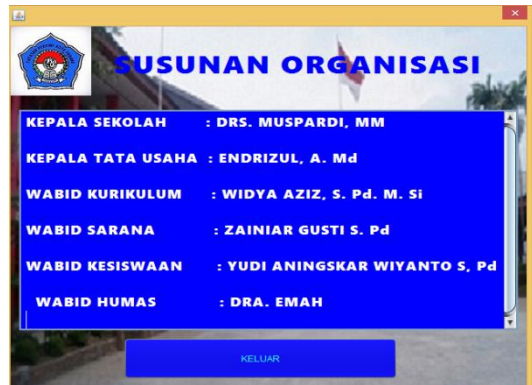 SUSUNAN ORGANISASI
KEPALA SEKOLAH : DRS. MUSPARDI, MM
KEPALA TATA USAHA : ENDRIZUL, A. Md
WABID KURIKULUM : WIDYA AZIZ, S. Pd. M. Si
WABID SARANA : ZAINIAR GUSTI S. Pd
WABID KESISWAAN : YUDI ANINGSKAR WIYANTO S, Pd
WABID HUMAS : DRA. EMAH
KELUAR